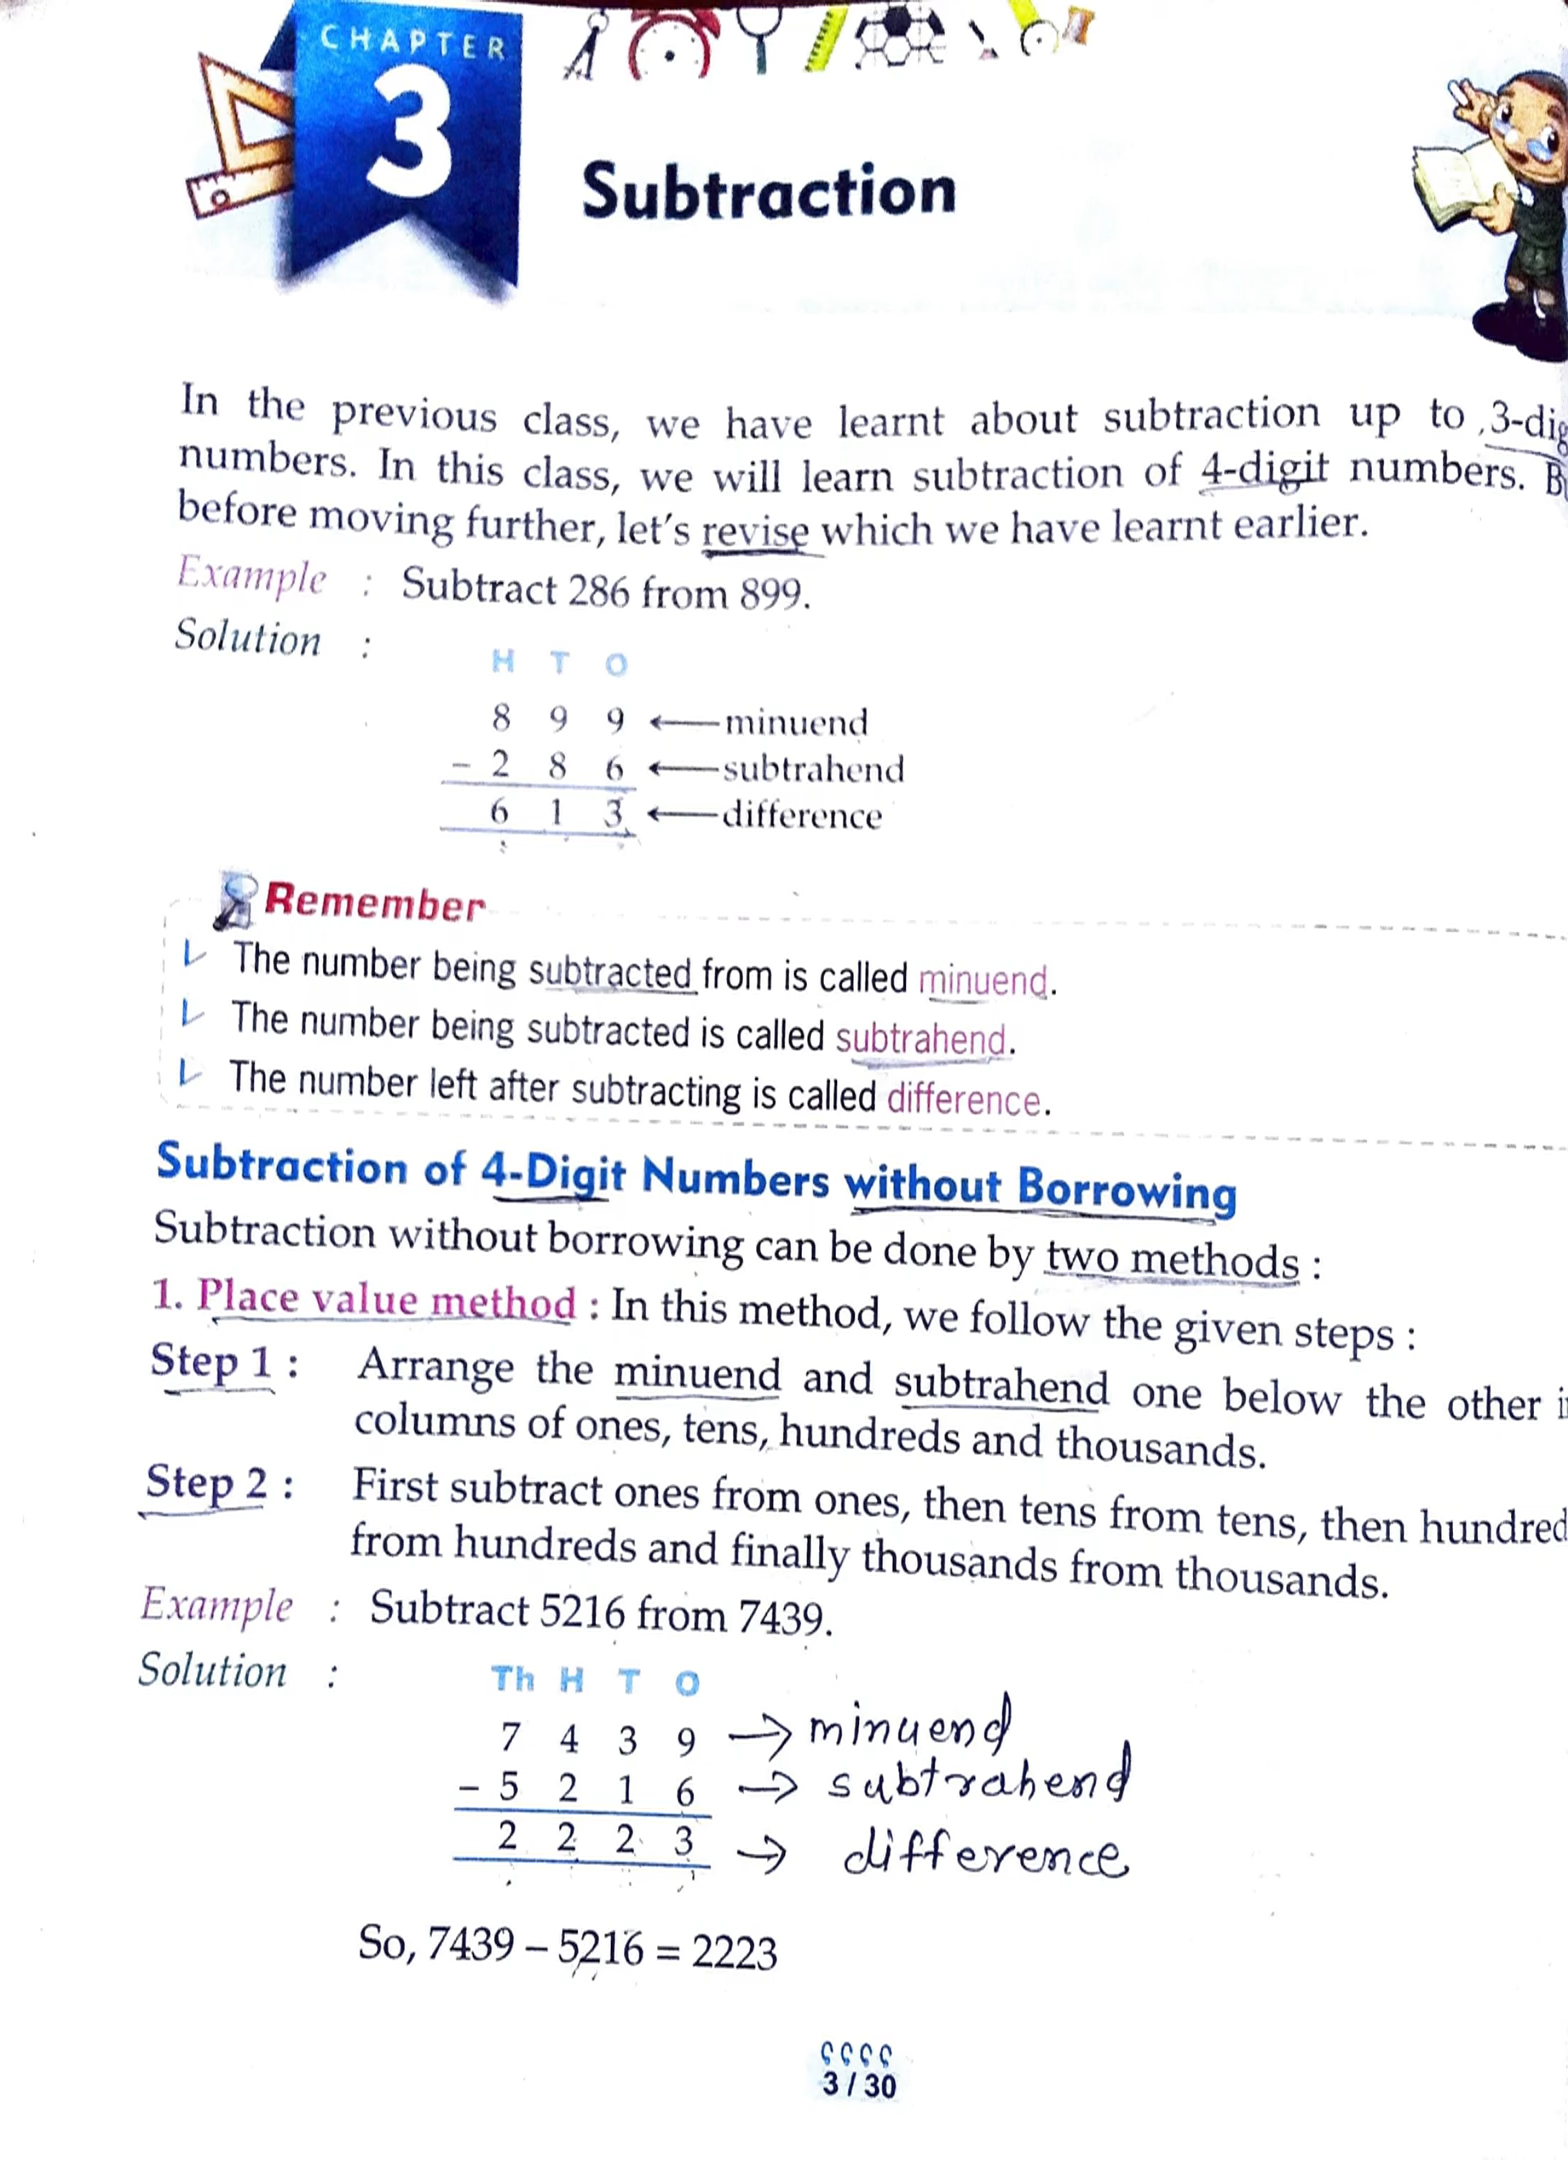 CHAPTER
3
Subtraction
In the previous class, we have learnt about subtraction up to 3-dig
numbers. In this class, we will learn subtraction of 4-digit numbers. B
before moving further, let's revise which we have learnt earlier.
Example : Subtract 286 from 899.
Solution :
H T O
8 9 9 ← minuend
- 2 8 6 ← subtrahend
6 1 3 ← difference
Remember
The number being subtracted from is called minuend.
The number being subtracted is called subtrahend.
The number left after subtracting is called difference.
Subtraction of 4-Digit Numbers without Borrowing
Subtraction without borrowing can be done by two methods :
1. Place value method : In this method, we follow the given steps :
Step 1 : Arrange the minuend and subtrahend one below the other i
columns of ones, tens, hundreds and thousands.
Step 2 : First subtract ones from ones, then tens from tens, then hundred
from hundreds and finally thousands from thousands.
Example : Subtract 5216 from 7439.
Solution :
Th H T O
7 4 3 9 → minuend
- 5 2 1 6 → subtrahend
2 2 2 3 → difference
So, 7439 – 5216 = 2223
3 / 30